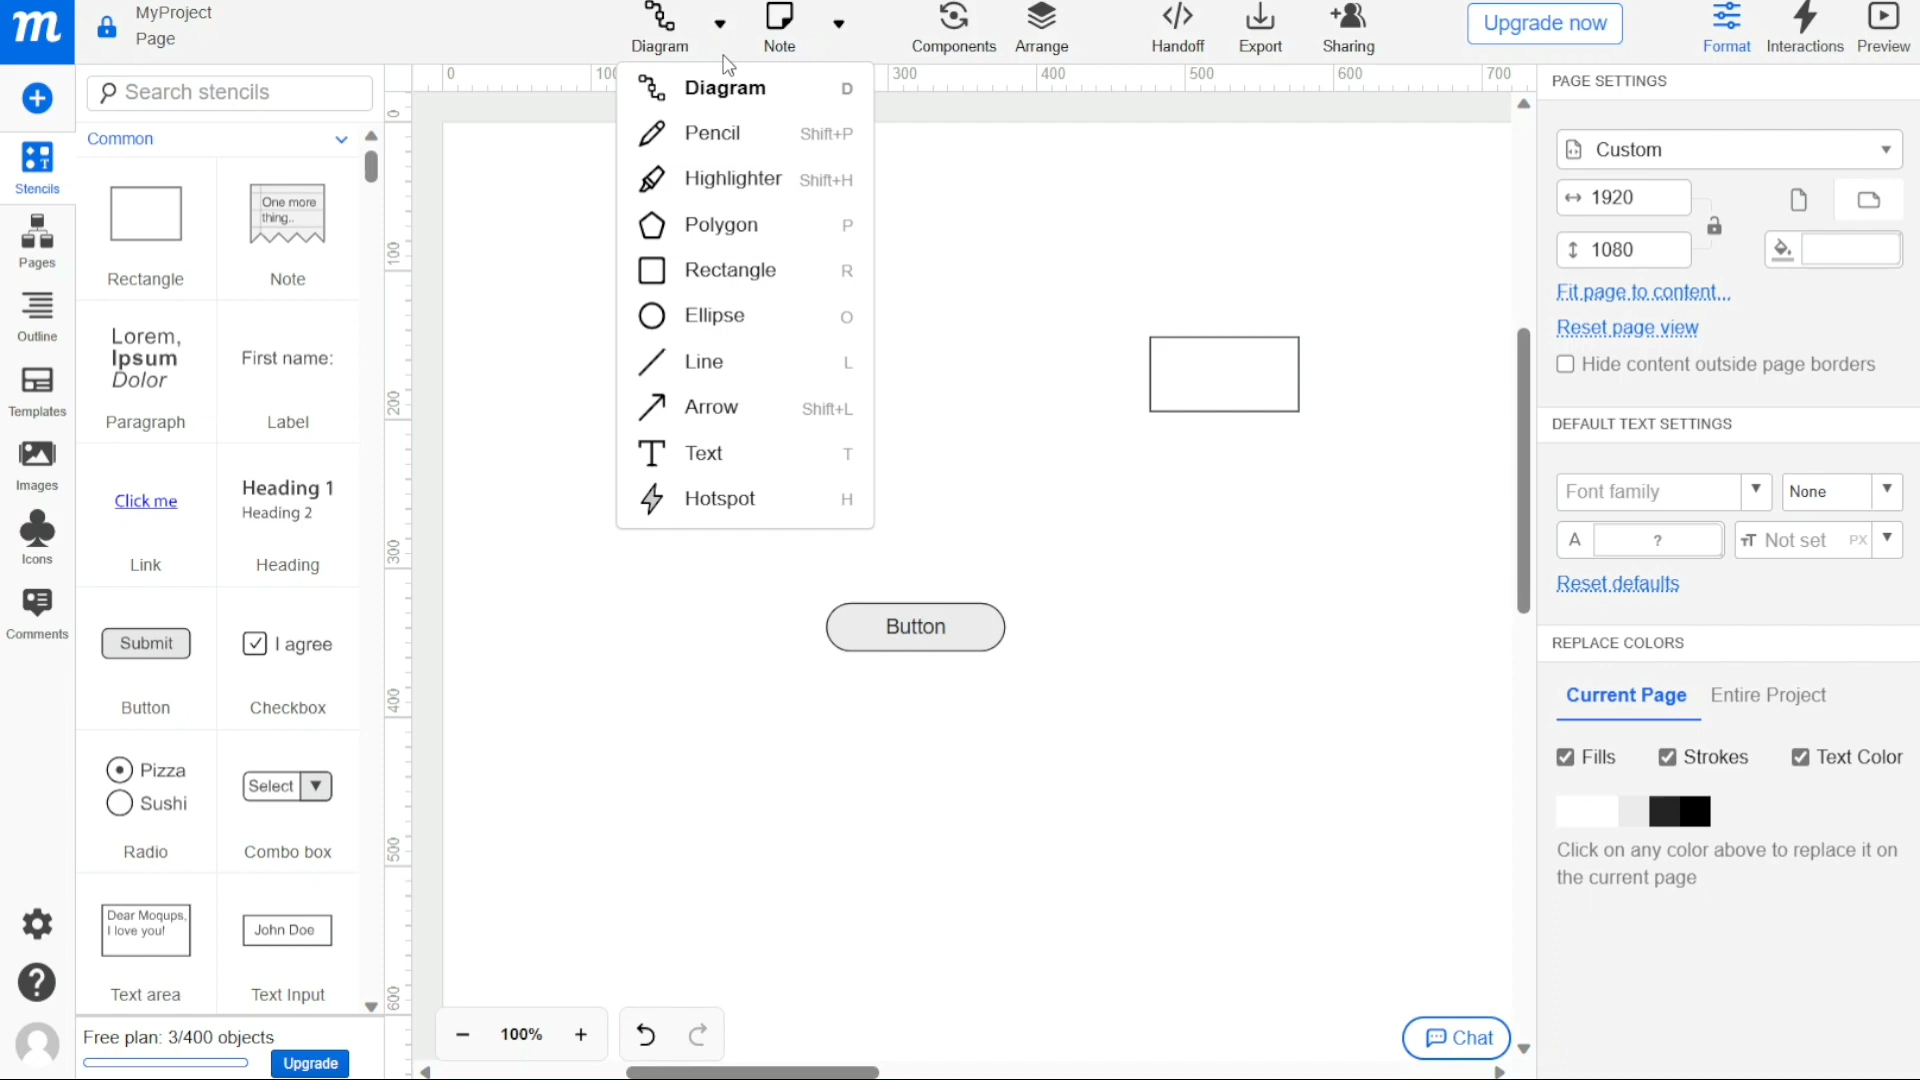 m
MyProject
Page
Diagram
Note
Components
Arrange
Handoff
Export
Sharing
Upgrade now
Format
Interactions
Preview
Search stencils
Common
Stencils
Pages
Outline
Templates
Images
Icons
Comments
One more
thing..
Rectangle
Note
Lorem,
Ipsum
Dolor
First name:
Paragraph
Label
Click me
Heading 1
Heading 2
Link
Heading
Submit
I agree
Button
Checkbox
Pizza
Sushi
Select
Radio
Combo box
Dear Moqups,
I love you!
John Doe
Text area
Text Input
Free plan: 3/400 objects
Upgrade
0
100
300
400
500
600
700
0
100
200
300
400
500
600
Diagram D
Pencil Shift+P
Highlighter Shift+H
Polygon P
Rectangle R
Ellipse O
Line L
Arrow Shift+L
Text T
Hotspot H
Button
100%
Chat
PAGE SETTINGS
Custom
1920
1080
Fit page to content...
Reset page view
Hide content outside page borders
DEFAULT TEXT SETTINGS
Font family
None
A ?
TT Not set PX
Reset defaults
REPLACE COLORS
Current Page
Entire Project
Fills
Strokes
Text Color
Click on any color above to replace it on
the current page